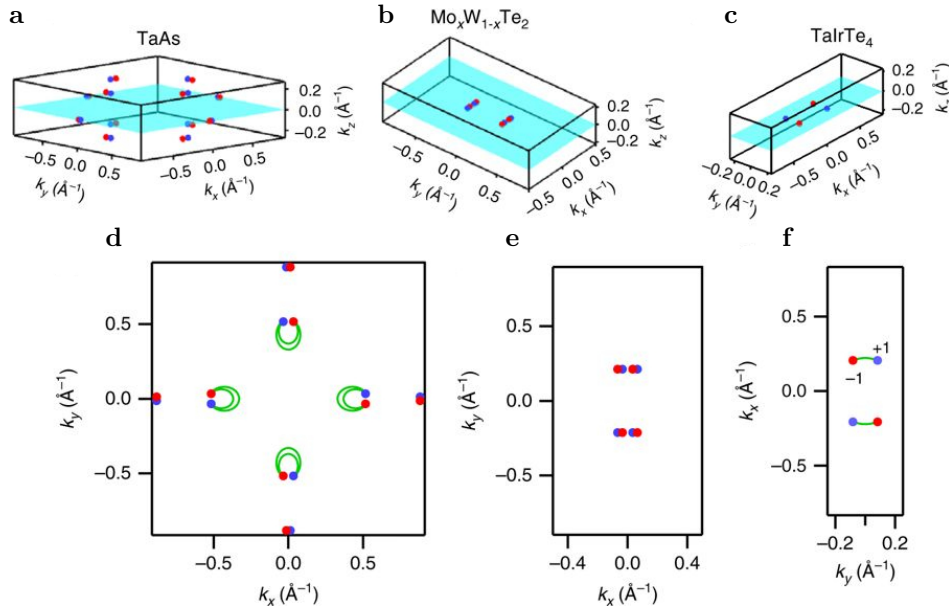 a
TaAs
0.2
0.0
−0.2
k_z (Å⁻¹)
−0.5
0.0
0.5
k_y (Å⁻¹)
−0.5
0.0
0.5
k_x (Å⁻¹)
b
MoₓW₁₋ₓTe₂
0.2
0.0
−0.2
k_z (Å⁻¹)
−0.5
0.0
0.5
k_y (Å⁻¹)
−0.5
0.0
0.5
k_x (Å⁻¹)
c
TaIrTe₄
0.2
0.0
−0.2
(Å⁻¹)
−0.2
0.0
0.2
k_y (Å⁻¹)
−0.5
0.0
0.5
k_x (Å⁻¹)
d
0.5
0.0
−0.5
k_y (Å⁻¹)
−0.5
0.0
0.5
k_x (Å⁻¹)
e
0.5
0.0
−0.5
k_y (Å⁻¹)
−0.4
0.0
0.4
k_x (Å⁻¹)
f
0.5
0.0
−0.5
k_x (Å⁻¹)
+1
−1
−0.2
0.2
k_y (Å⁻¹)